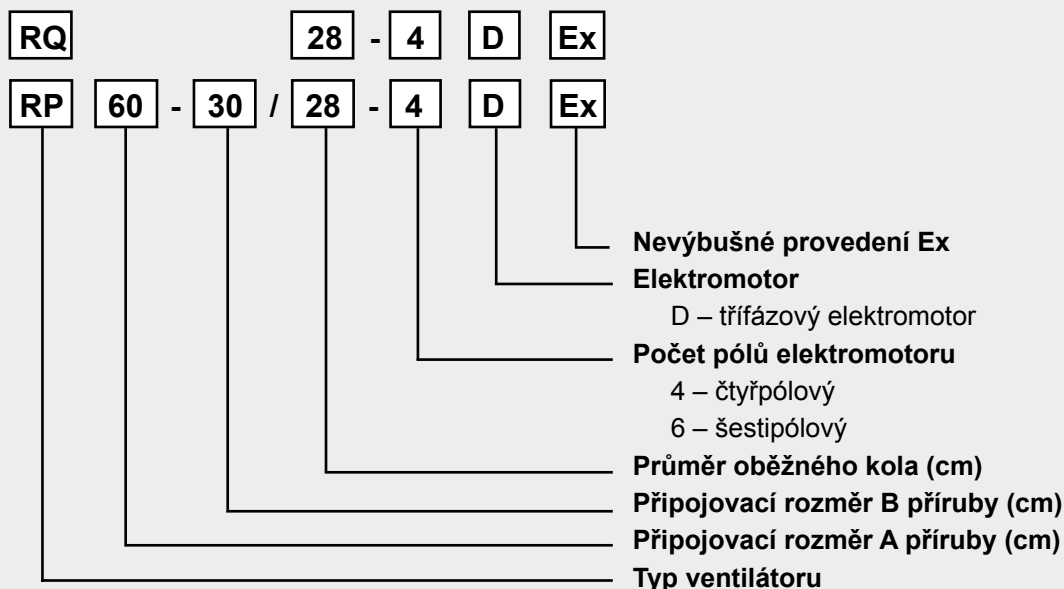 RQ 28 - 4 D Ex
RP 60 - 30 / 28 - 4 D Ex
Nevýbušné provedení Ex
Elektromotor
D – třífázový elektromotor
Počet pólů elektromotoru
4 – čtyřpólový
6 – šestipólový
Průměr oběžného kola (cm)
Připojovací rozměr B příruby (cm)
Připojovací rozměr A příruby (cm)
Typ ventilátoru